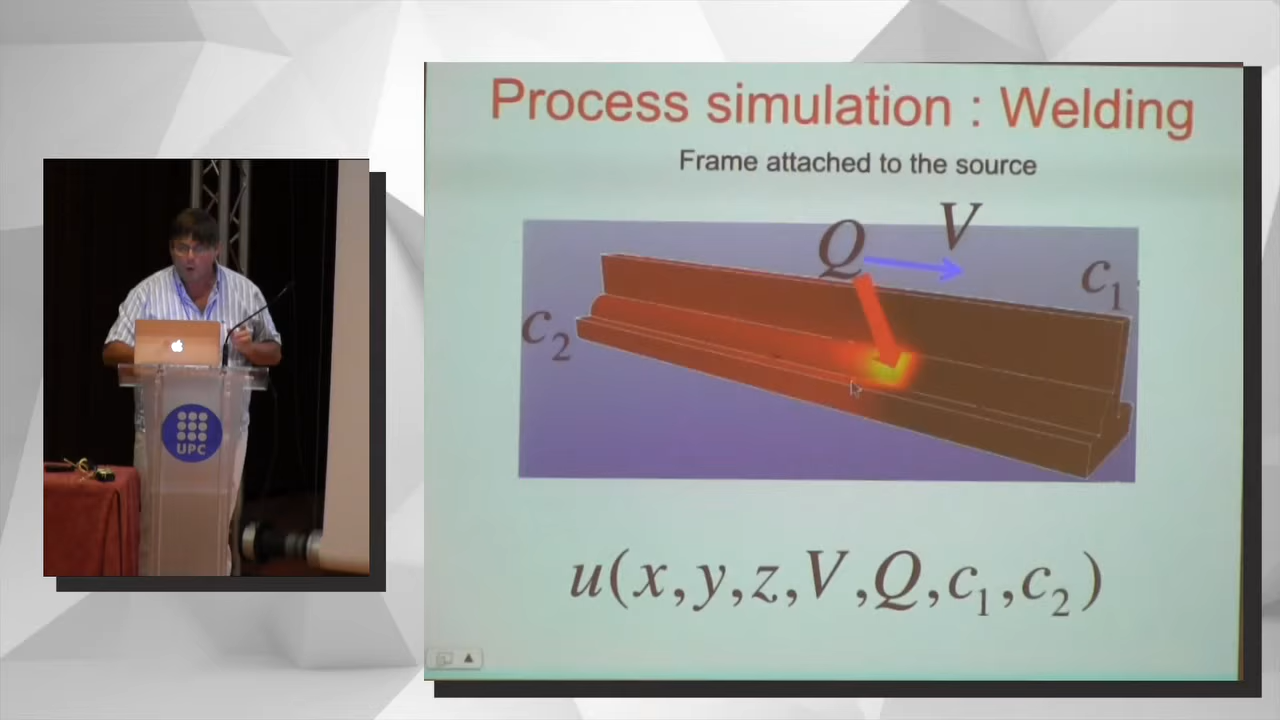 Process simulation : Welding
Frame attached to the source
Q
V
c₁
c₂
u(x,y,z,V,Q,c₁,c₂)
UPC